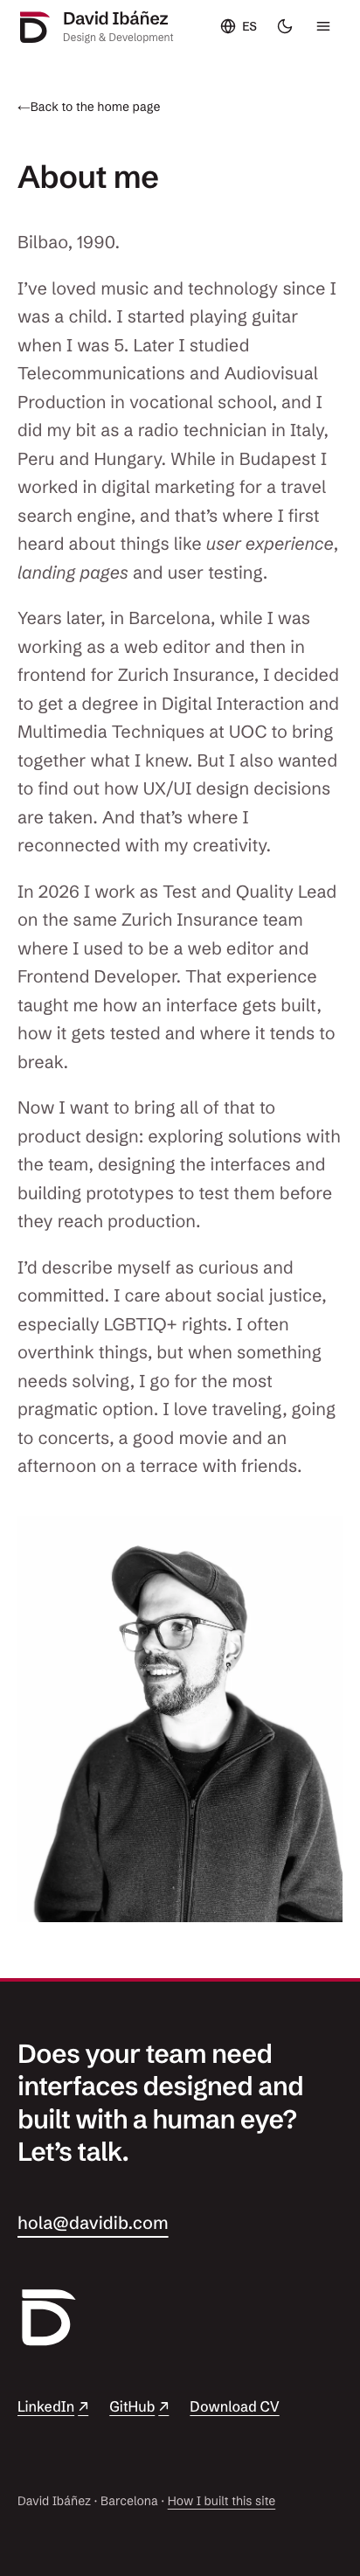 David Ibáñez
Design & Development
ES
←Back to the home page
About me
Bilbao, 1990.
I’ve loved music and technology since I
was a child. I started playing guitar
when I was 5. Later I studied
Telecommunications and Audiovisual
Production in vocational school, and I
did my bit as a radio technician in Italy,
Peru and Hungary. While in Budapest I
worked in digital marketing for a travel
search engine, and that’s where I first
heard about things like user experience,
landing pages and user testing.
Years later, in Barcelona, while I was
working as a web editor and then in
frontend for Zurich Insurance, I decided
to get a degree in Digital Interaction and
Multimedia Techniques at UOC to bring
together what I knew. But I also wanted
to find out how UX/UI design decisions
are taken. And that’s where I
reconnected with my creativity.
In 2026 I work as Test and Quality Lead
on the same Zurich Insurance team
where I used to be a web editor and
Frontend Developer. That experience
taught me how an interface gets built,
how it gets tested and where it tends to
break.
Now I want to bring all of that to
product design: exploring solutions with
the team, designing the interfaces and
building prototypes to test them before
they reach production.
I’d describe myself as curious and
committed. I care about social justice,
especially LGBTIQ+ rights. I often
overthink things, but when something
needs solving, I go for the most
pragmatic option. I love traveling, going
to concerts, a good movie and an
afternoon on a terrace with friends.
Does your team need
interfaces designed and
built with a human eye?
Let’s talk.
hola@davidib.com
LinkedIn ↗ GitHub ↗ Download CV
David Ibáñez · Barcelona · How I built this site